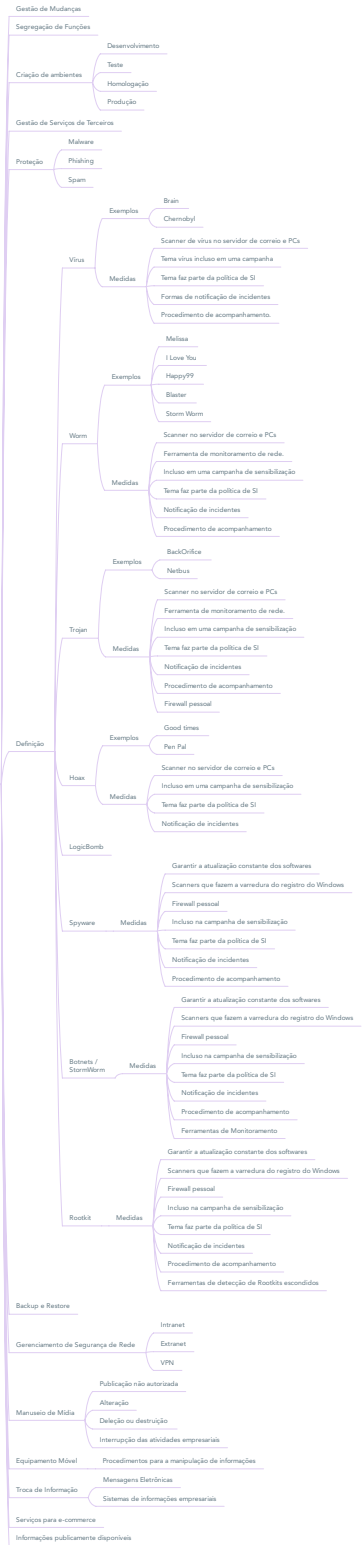 Gestão de Mudanças
Segregação de Funções
Criação de ambientes
Desenvolvimento
Teste
Homologação
Produção
Gestão de Serviços de Terceiros
Proteção
Malware
Phishing
Spam
Definição
Vírus
Exemplos
Brain
Chernobyl
Medidas
Scanner de vírus no servidor de correio e PCs
Tema vírus incluso em uma campanha
Tema faz parte da política de SI
Formas de notificação de incidentes
Procedimento de acompanhamento.
Worm
Exemplos
Melissa
I Love You
Happy99
Blaster
Storm Worm
Medidas
Scanner no servidor de correio e PCs
Ferramenta de monitoramento de rede.
Incluso em uma campanha de sensibilização
Tema faz parte da política de SI
Notificação de incidentes
Procedimento de acompanhamento
Trojan
Exemplos
BackOrifice
Netbus
Medidas
Scanner no servidor de correio e PCs
Ferramenta de monitoramento de rede.
Incluso em uma campanha de sensibilização
Tema faz parte da política de SI
Notificação de incidentes
Procedimento de acompanhamento
Firewall pessoal
Hoax
Exemplos
Good times
Pen Pal
Medidas
Scanner no servidor de correio e PCs
Incluso em uma campanha de sensibilização
Tema faz parte da política de SI
Notificação de incidentes
LogicBomb
Spyware
Medidas
Garantir a atualização constante dos softwares
Scanners que fazem a varredura do registro do Windows
Firewall pessoal
Incluso na campanha de sensibilização
Tema faz parte da política de SI
Notificação de incidentes
Procedimento de acompanhamento
Botnets /
StormWorm
Medidas
Garantir a atualização constante dos softwares
Scanners que fazem a varredura do registro do Windows
Firewall pessoal
Incluso na campanha de sensibilização
Tema faz parte da política de SI
Notificação de incidentes
Procedimento de acompanhamento
Ferramentas de Monitoramento
Rootkit
Medidas
Garantir a atualização constante dos softwares
Scanners que fazem a varredura do registro do Windows
Firewall pessoal
Incluso na campanha de sensibilização
Tema faz parte da política de SI
Notificação de incidentes
Procedimento de acompanhamento
Ferramentas de detecção de Rootkits escondidos
Backup e Restore
Gerenciamento de Segurança de Rede
Intranet
Extranet
VPN
Manuseio de Mídia
Publicação não autorizada
Alteração
Deleção ou destruição
Interrupção das atividades empresariais
Equipamento Móvel
Procedimentos para a manipulação de informações
Troca de Informação
Mensagens Eletrônicas
Sistemas de informações empresariais
Serviços para e-commerce
Informações publicamente disponíveis